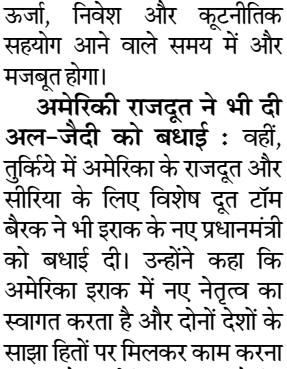 ऊर्जा, निवेश और कूटनीतिक
सहयोग आने वाले समय में और
मजबूत होगा।
अमेरिकी राजदूत ने भी दी
अल-जैदी को बधाई : वहीं,
तुर्किये में अमेरिका के राजदूत और
सीरिया के लिए विशेष दूत टॉम
बैरक ने भी इराक के नए प्रधानमंत्री
को बधाई दी। उन्होंने कहा कि
अमेरिका इराक में नए नेतृत्व का
स्वागत करता है और दोनों देशों के
साझा हितों पर मिलकर काम करना